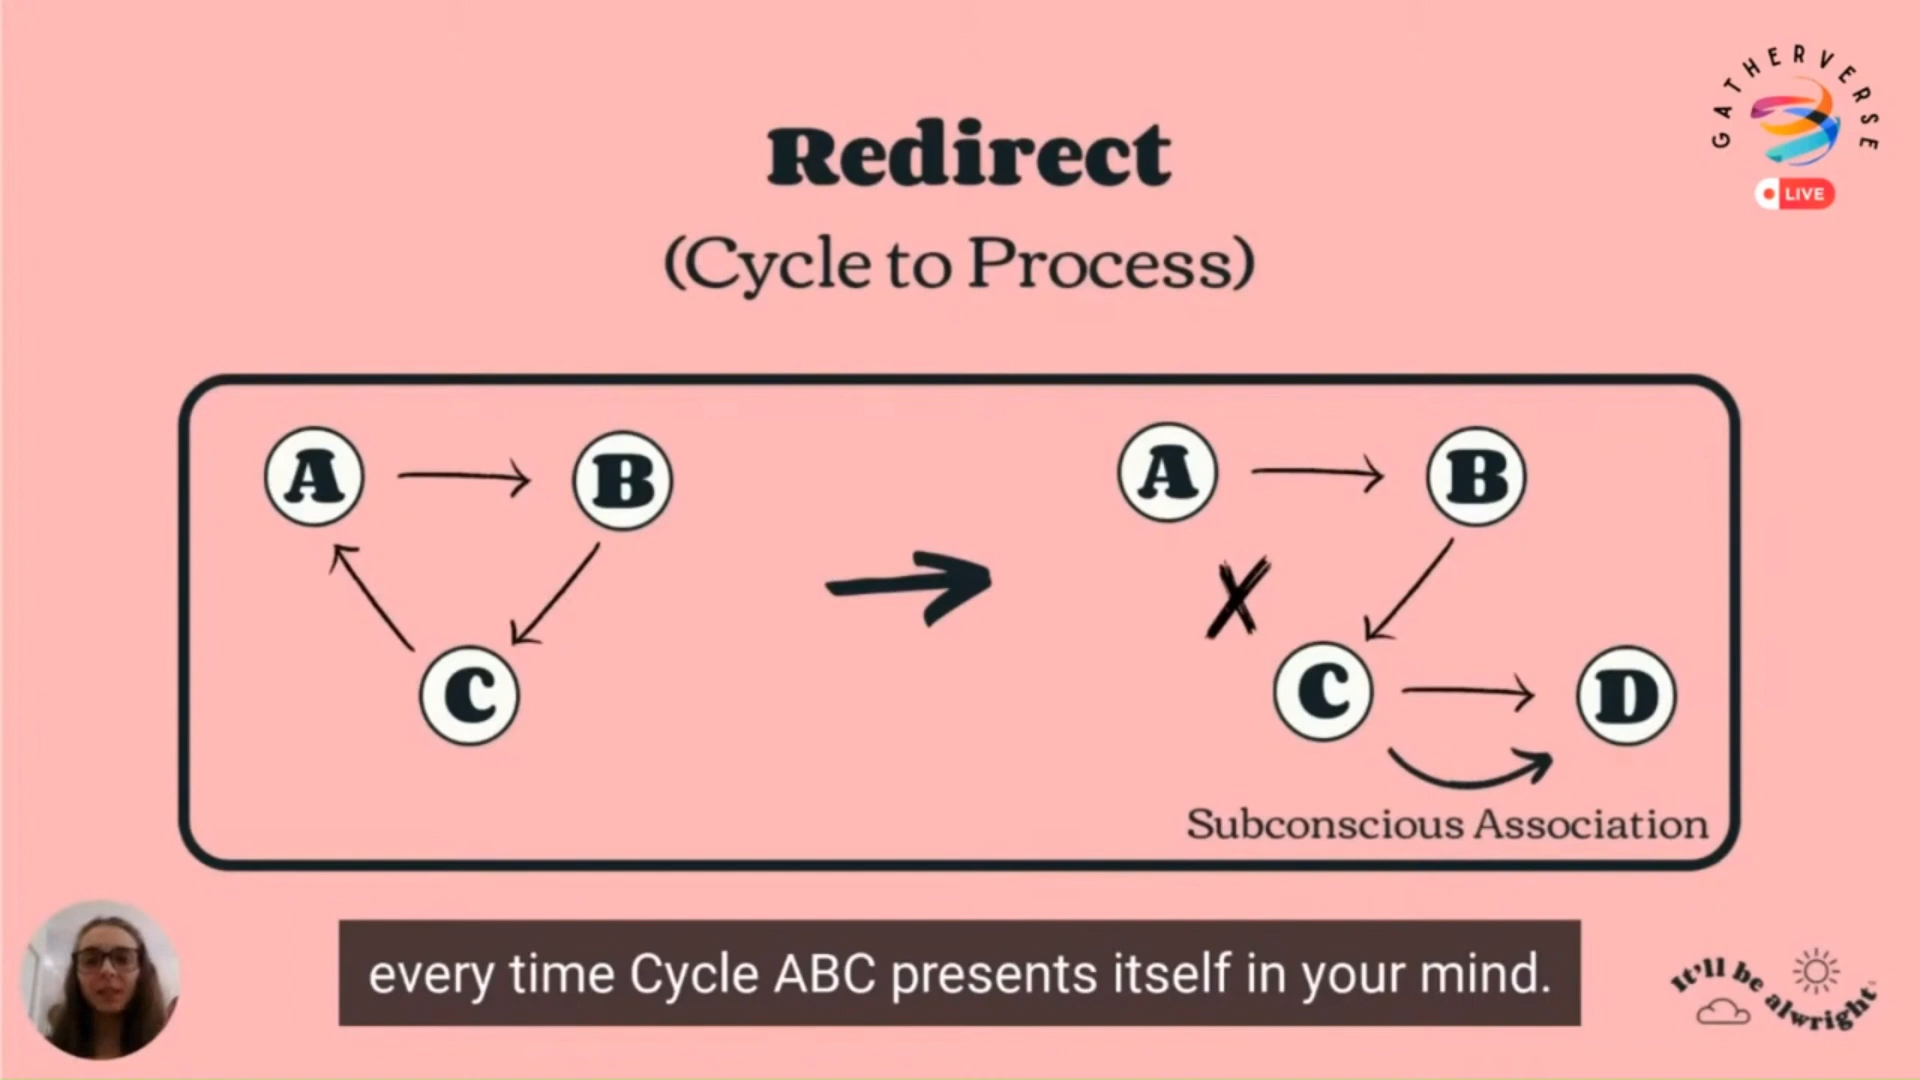 GATHERVERSE
LIVE
Redirect
(Cycle to Process)
A B A B
C C D
Subconscious Association
every time Cycle ABC presents itself in your mind.
It'll be alwright